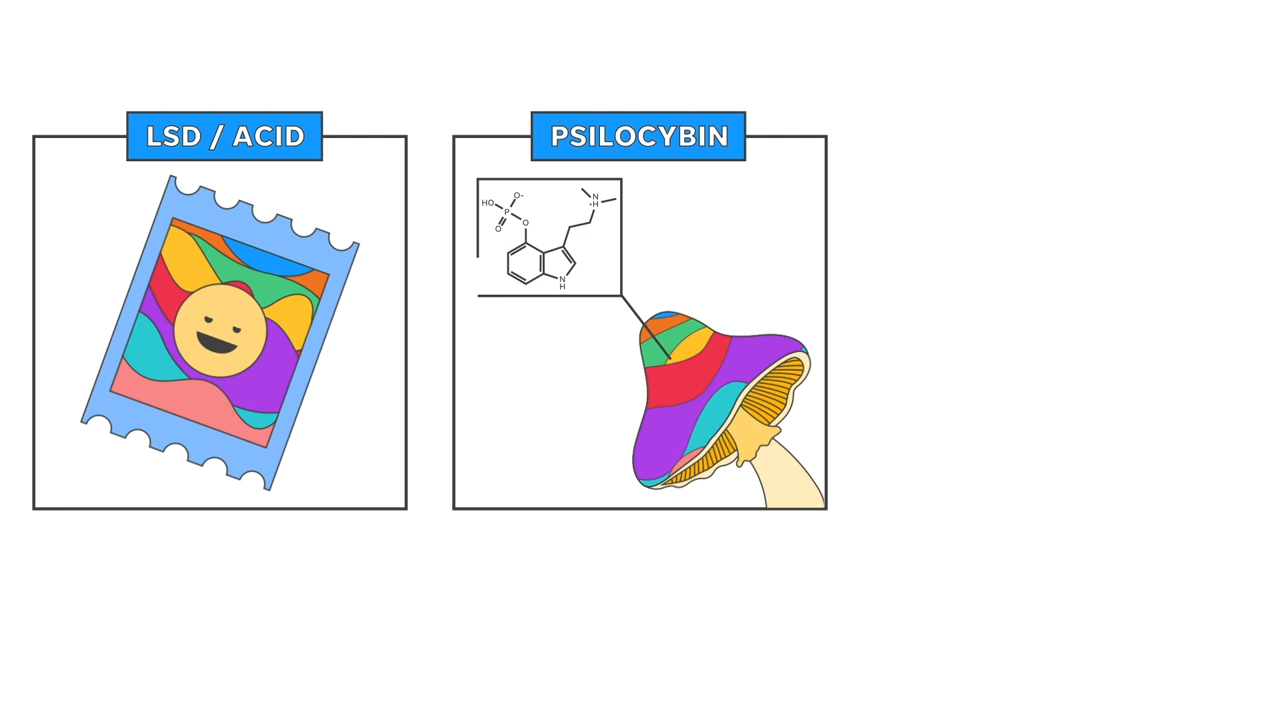 LSD / ACID
PSILOCYBIN
O-
HO
P
O
O
N
+H
N
H